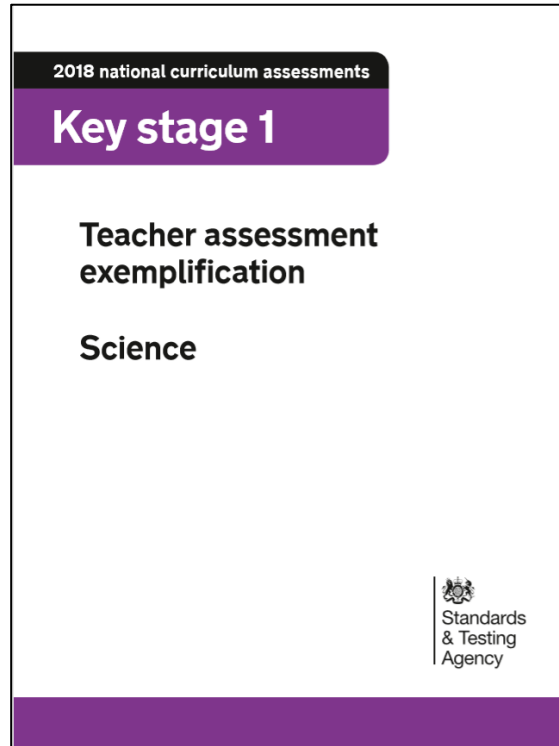 2018 national curriculum assessments
Key stage 1
Teacher assessment
exemplification
Science
Standards
& Testing
Agency